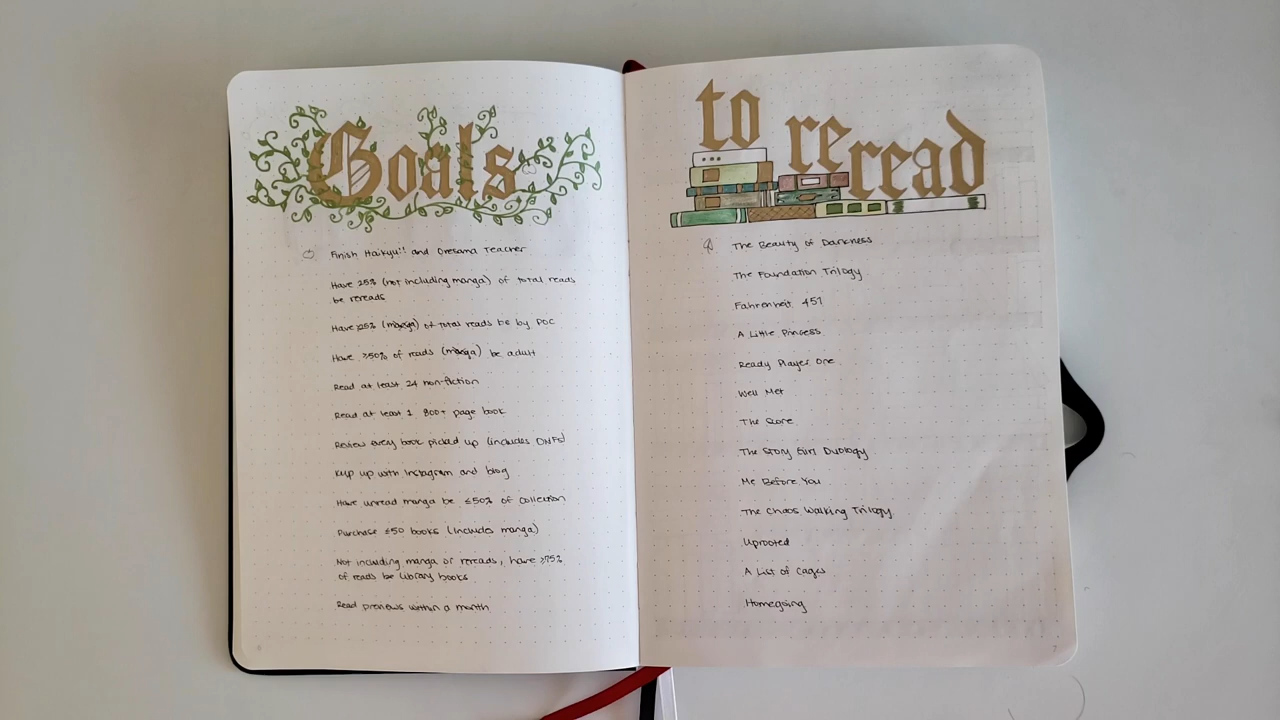 Goals
Finish Haikyu!! and Oresama Teacher
Have 25% (not including manga) of total reads
be rereads
Have ≥25% (manga) of total reads be by POC
Have ≥50% of reads (manga) be adult
Read at least 24 non-fiction
Read at least 1 800+ page book
Review every book picked up (includes DNFs)
Keep up with Instagram and blog
Have unread manga be ≤50% of collection
Purchase ≤50 books (includes manga)
Not including manga or rereads, have ≥75%
of reads be library books
Read previews within a month
6
to
re
read
The Beauty of Darkness
The Foundation Trilogy
Fahrenheit 451
A Little Princess
Ready Player One
Well Met
The Score
The Story Girl Duology
Me Before You
The Chaos Walking Trilogy
Uprooted
A List of Cages
Homegoing
7